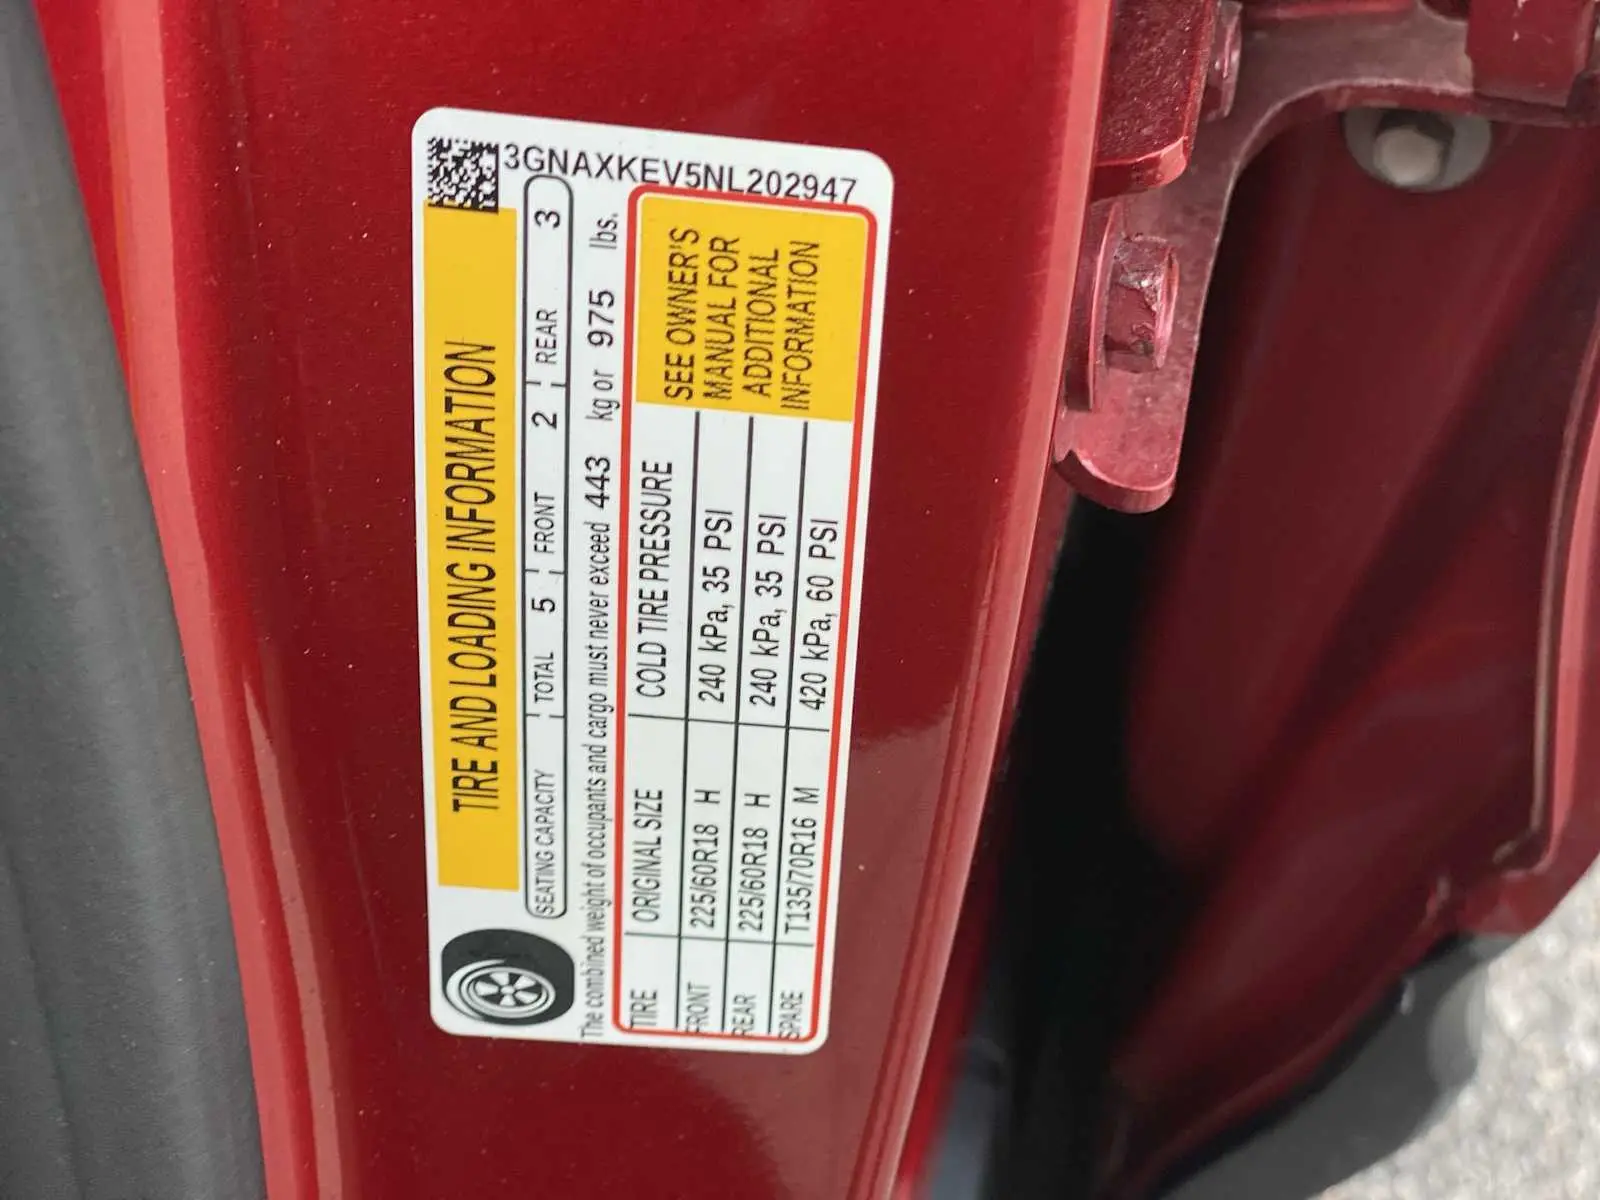 3GNAXKEV5NL202947
TIRE AND LOADING INFORMATION
SEATING CAPACITY TOTAL 5 FRONT 2 REAR 3
The combined weight of occupants and cargo must never exceed 443 kg or 975 lbs.
TIRE ORIGINAL SIZE COLD TIRE PRESSURE
FRONT 225/60R18 H 240 kPa, 35 PSI
REAR 225/60R18 H 240 kPa, 35 PSI
SPARE T135/70R16 M 420 kPa, 60 PSI
SEE OWNER'S
MANUAL FOR
ADDITIONAL
INFORMATION